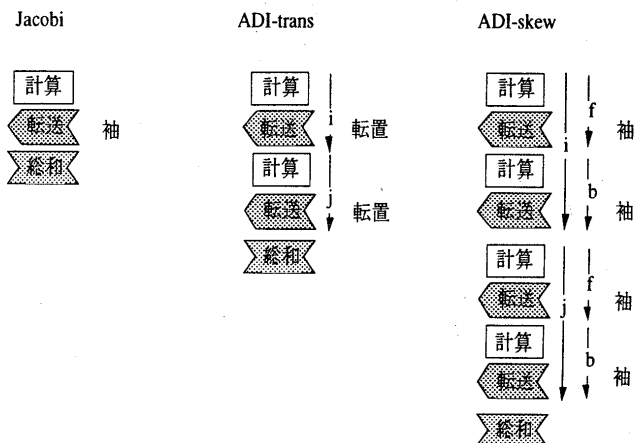 Jacobi
計算
転送 袖
総和
ADI-trans
計算
i
転送 転置
計算
j
転送 転置
総和
ADI-skew
計算
f
転送 袖
i
計算
b
転送 袖
計算
f
転送 袖
j
計算
b
転送 袖
総和